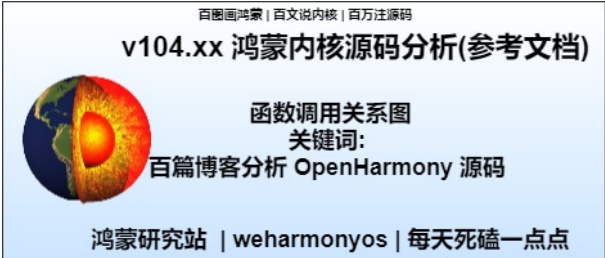 百图画鸿蒙 | 百文说内核 | 百万注源码
v104.xx 鸿蒙内核源码分析(参考文档)
函数调用关系图
关键词:
百篇博客分析 OpenHarmony 源码
鸿蒙研究站 | weharmonyos | 每天死磕一点点